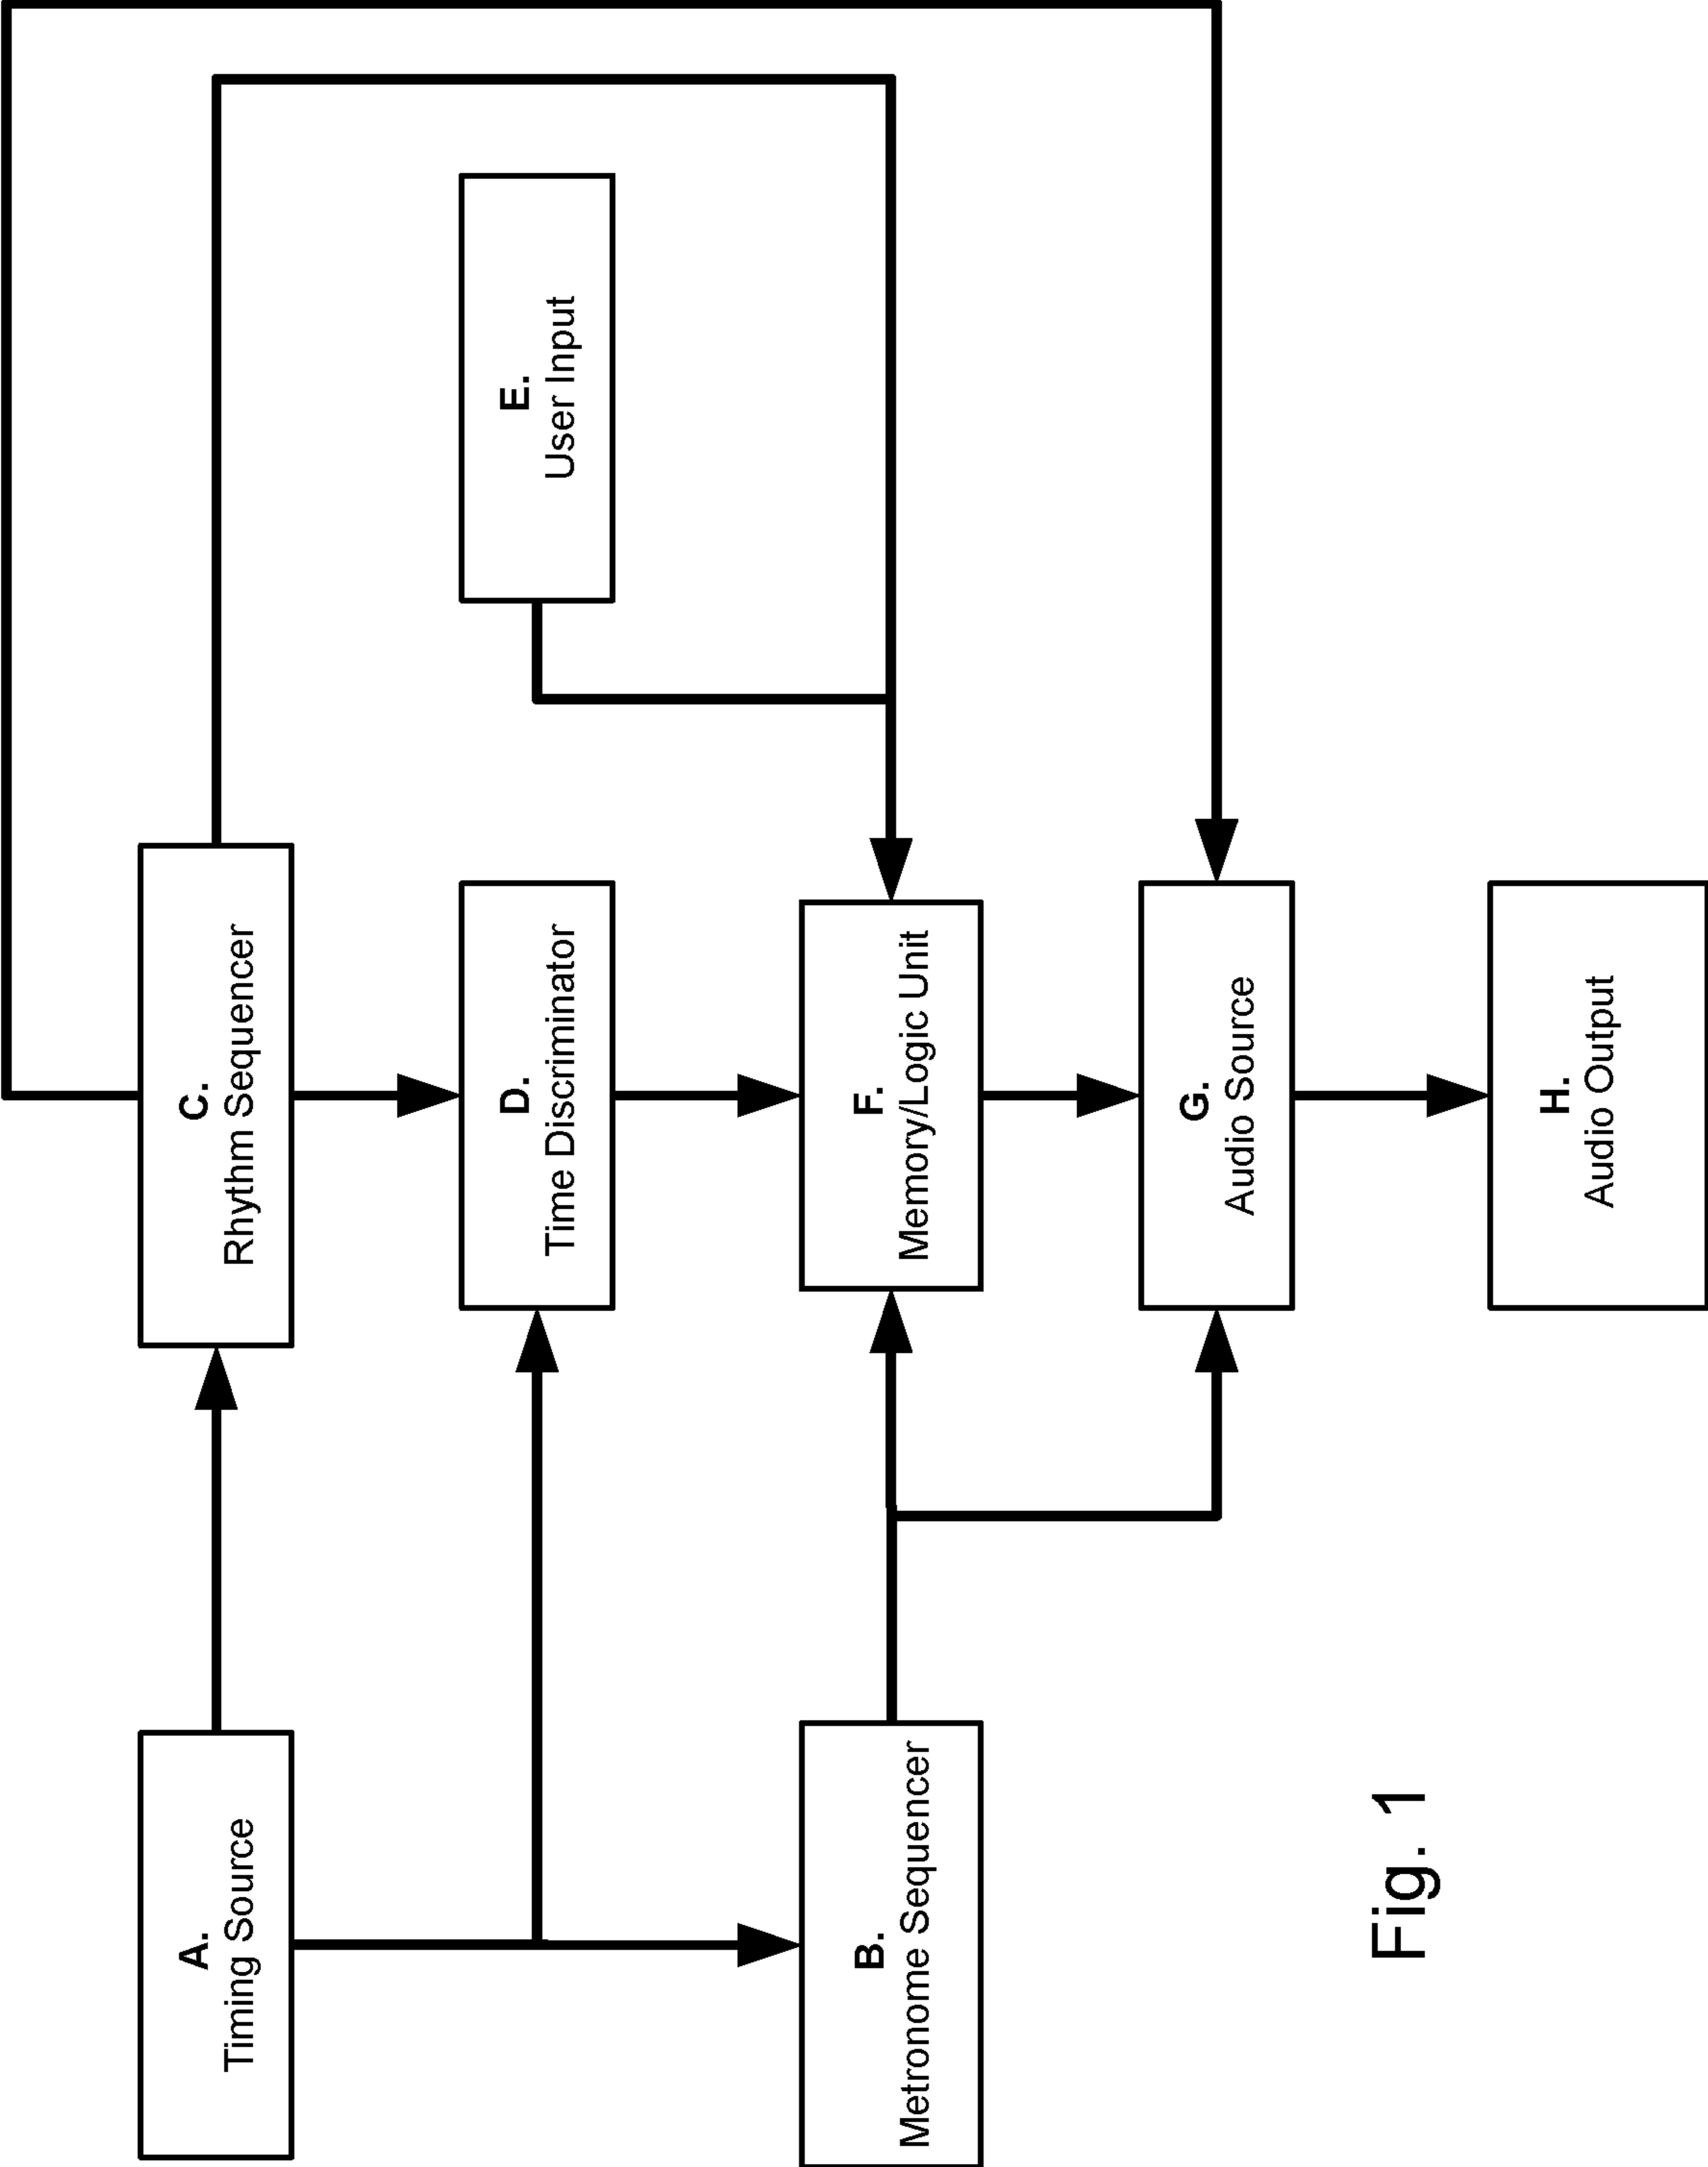 A.
Timing Source
C.
Rhythm Sequencer
D.
Time Discriminator
E.
User Input
B.
Metronome Sequencer
F.
Memory/Logic Unit
G.
Audio Source
H.
Audio Output
Fig. 1